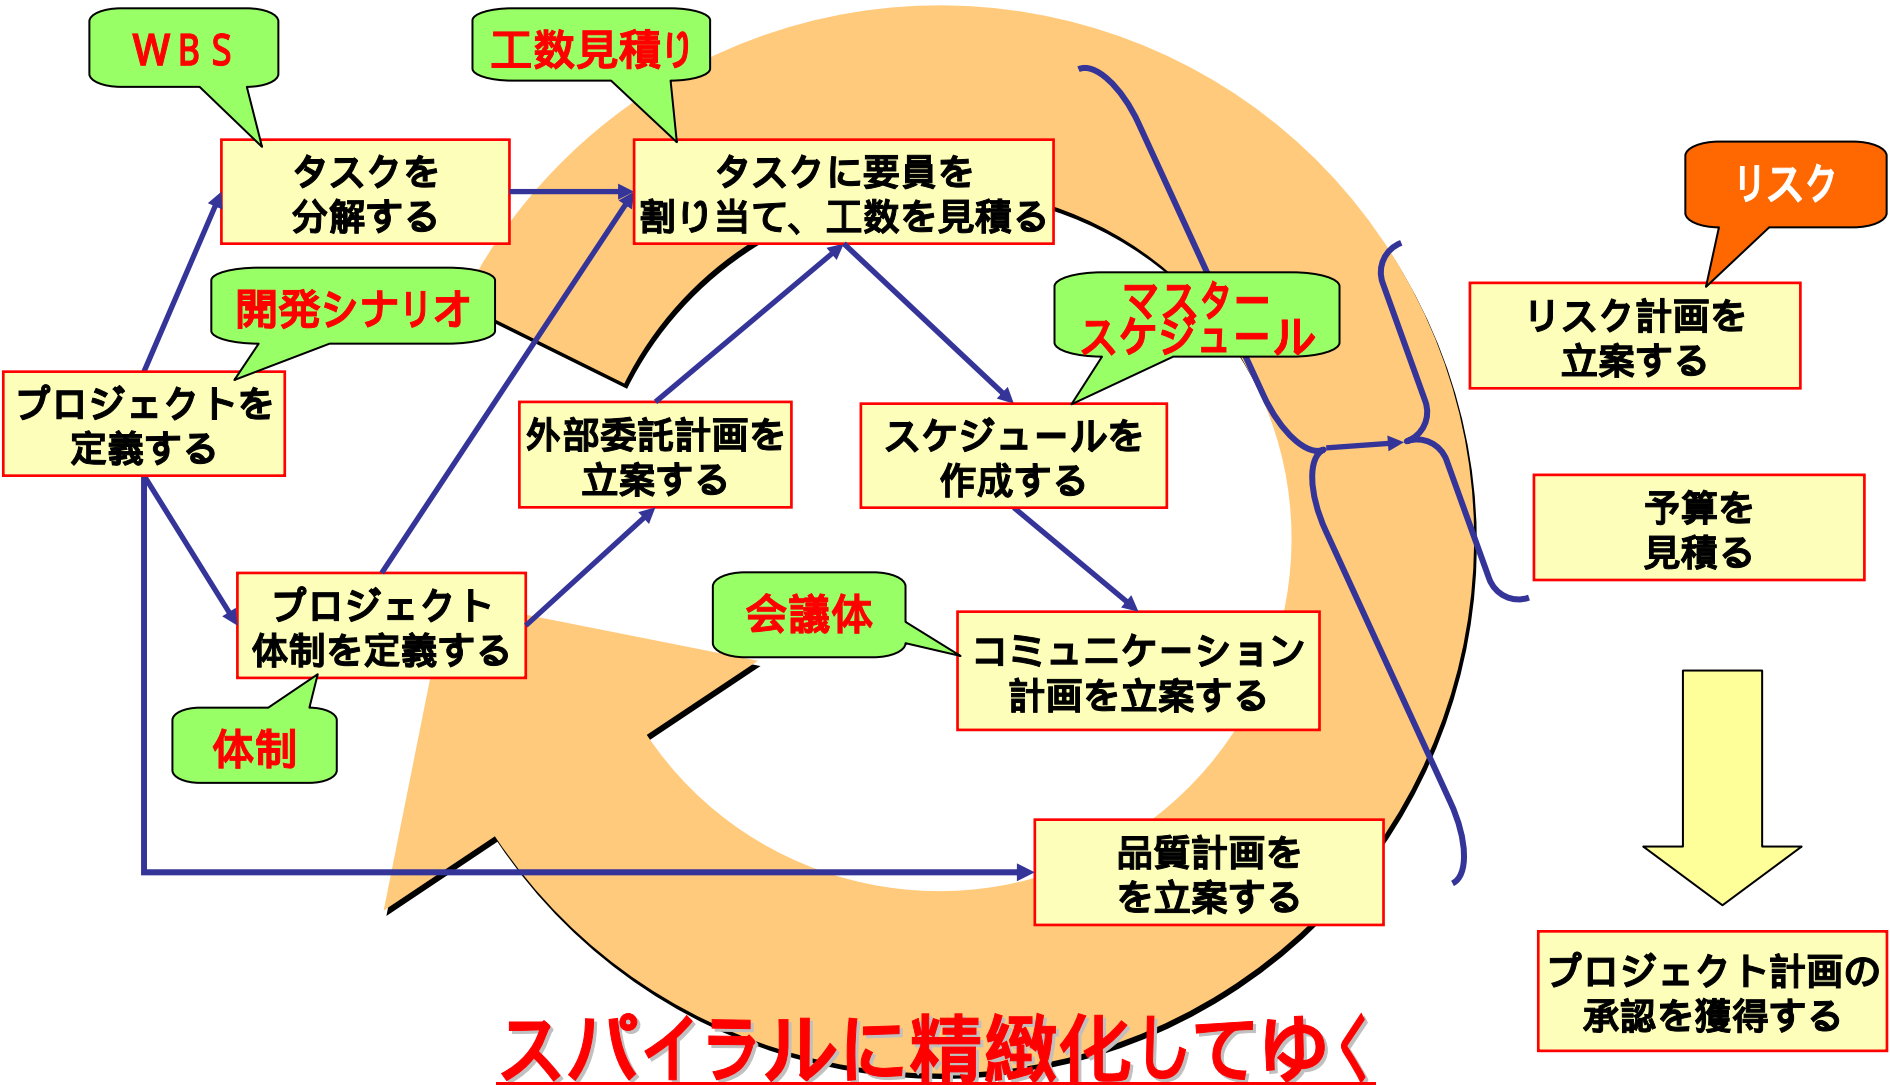 ＷＢＳ
工数見積り
タスクを
分解する
タスクに要員を
割り当て、工数を見積る
リスク
開発シナリオ
マスター
スケジュール
リスク計画を
立案する
プロジェクトを
定義する
外部委託計画を
立案する
スケジュールを
作成する
予算を
見積る
プロジェクト
体制を定義する
会議体
コミュニケーション
計画を立案する
体制
品質計画を
を立案する
プロジェクト計画の
承認を獲得する
スパイラルに精緻化してゆく